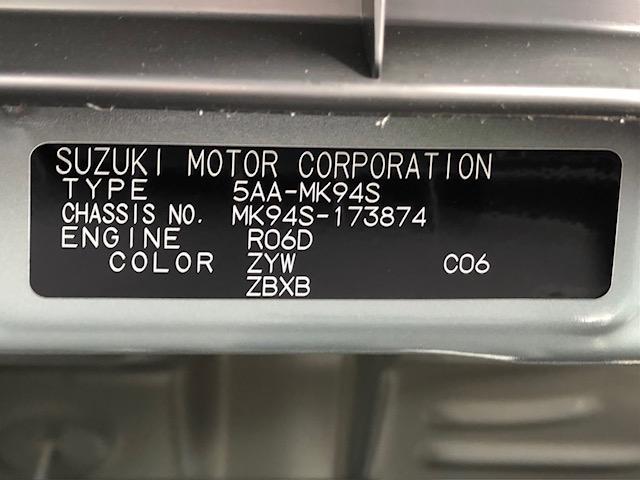 SUZUKI MOTOR CORPORATION
TYPE 5AA-MK94S
CHASSIS NO. MK94S-173874
ENGINE R06D
COLOR ZYW C06
ZBXB